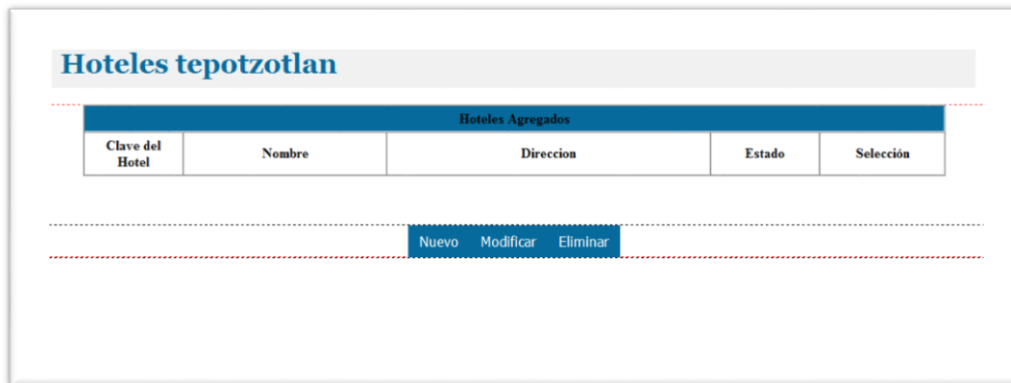 Hoteles tepotzotlan
Hoteles Agregados
Clave del Hotel Nombre Direccion Estado Selección
Nuevo Modificar Eliminar